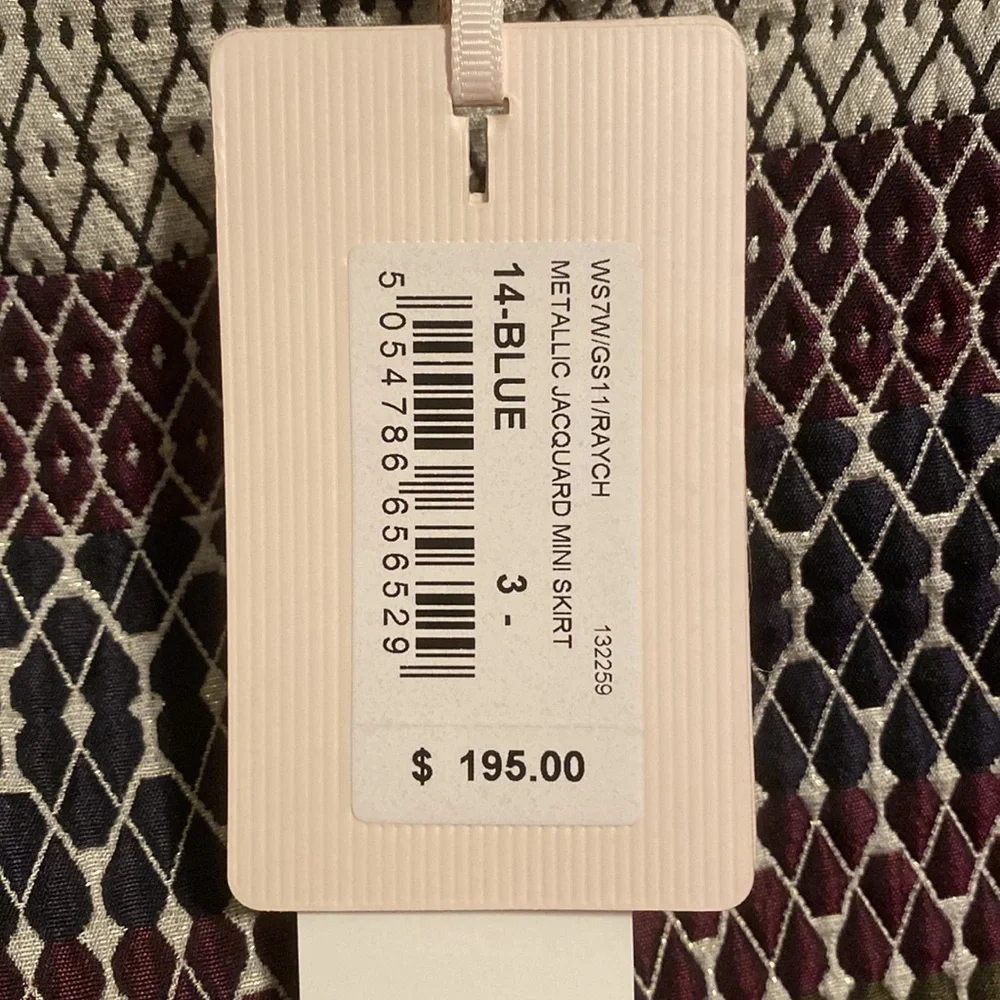 WS7W/GS11/RAYCH 132259
METALLIC JACQUARD MINI SKIRT
14-BLUE 3 -
5 054786 656529
$ 195.00